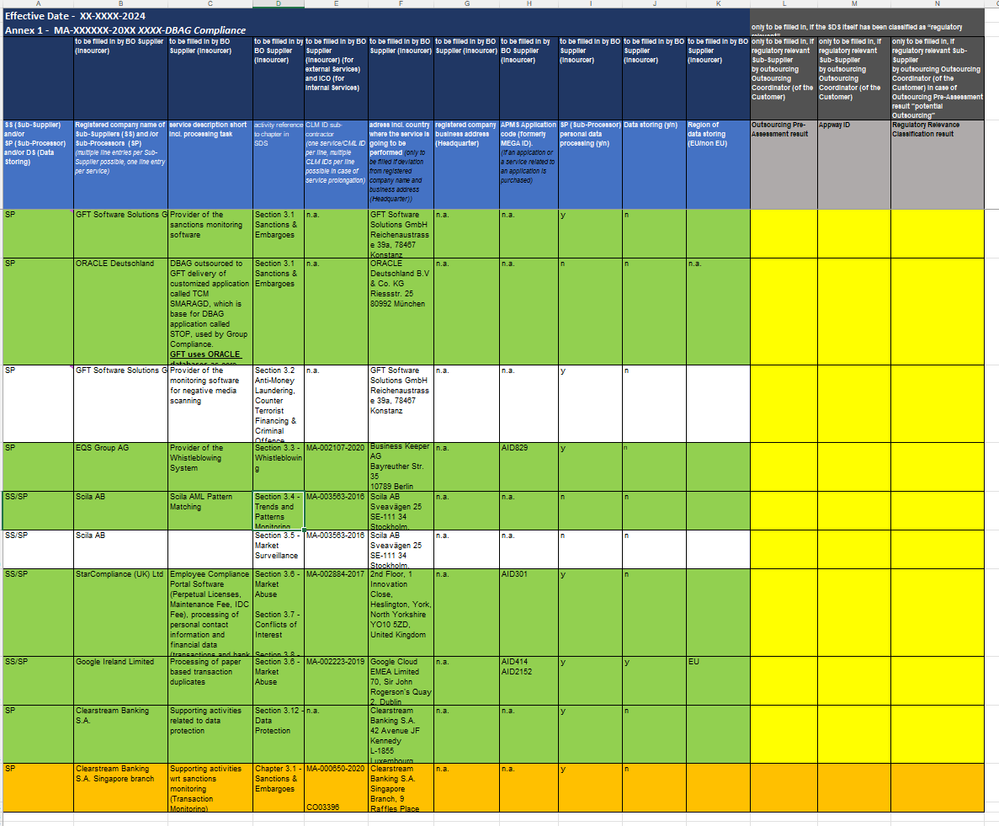 A B C D E F G H I J K L M N
Effective Date - XX-XXXX-2024
Annex 1 - MA-XXXXXX-20XX XXXX-DBAG Compliance
only to be filled in, if the SDS itself has been classified as "regulatory
relevant"
to be filled in by BO Supplier
(Insourcer)
to be filled in by BO
Supplier (Insourcer)
to be filled in by
BO Supplier
(Insourcer)
to be filled in by BO
Supplier
(Insourcer) (for
external Services)
and ICO (for
Internal Services)
to be filled in by BO
Supplier (Insourcer)
to be filled in by BO
Supplier (Insourcer)
to be filled in by
BO Supplier
(Insourcer)
to be filled in by BO
Supplier
(Insourcer)
to be filled in by BO
Supplier
(Insourcer)
to be filled in by BO
Supplier (Insourcer)
only to be filled in, if
regulatory relevant
Sub-Supplier
by outsourcing
Outsourcing
Coordinator (of the
Customer)
only to be filled in, if
regulatory relevant
Sub-Supplier
by outsourcing
Outsourcing
Coordinator (of the
Customer)
only to be filled in, if
regulatory relevant Sub-
Supplier
by outsourcing Outsourcing
Coordinator (of the
Customer) in case of
Outsourcing Pre-Assessment
result "potential
Outsourcing"
SS (Sub-Supplier)
and/or
SP (Sub-Processor)
and/or DS (Data
Storing)
Registered company name of
Sub-Suppliers (SS) and /or
Sub-Processors (SP)
(multiple line entries per Sub-
Supplier possible, one line entry
per service)
service description short
incl. processing task
activity reference
to chapter in
SDS
CLM ID sub-
contractor
(one service/CML ID
per line, multiple
CLM IDs per line
possible in case of
service prolongation)
adress incl. country
where the service is
going to be
performed (only to
be filled if deviation
from registered
company name and
business address
(Headquarter))
registered company
business address
(Headquarter)
APMS Application
code (formerly
MEGA ID).
(if an application or
a service related to
an application is
purchased)
SP (Sub-Processor)
personal data
processing (y/n)
Data storing (y/n)
Region of
data storing
(EU/non EU)
Outsourcing Pre-
Assessment result
Appway ID
Regulatory Relevance
Classification result
SP
GFT Software Solutions G
Provider of the
sanctions monitoring
software
Section 3.1
Sanctions &
Embargoes
n.a.
GFT Software
Solutions GmbH
Reichenaustrass
e 39a, 78467
Konstanz
n.a.
n.a.
y
n
SP
ORACLE Deutschland
DBAG outsourced to
GFT delivery of
customized application
called TCM
SMARAGD, which is
base for DBAG
application called
STOP, used by Group
Compliance.
GFT uses ORACLE
databases as core
Section 3.1
Sanctions &
Embargoes
n.a.
ORACLE
Deutschland B.V
& Co. KG
Riesstr. 25
80992 München
n.a.
n.a.
n
n
n.a.
SP
GFT Software Solutions G
Provider of the
monitoring software
for negative media
scanning
Section 3.2
Anti-Money
Laundering,
Counter
Terrorist
Financing &
Criminal
Offence
n.a.
GFT Software
Solutions GmbH
Reichenaustrass
e 39a, 78467
Konstanz
n.a.
n.a.
y
n
SP
EQS Group AG
Provider of the
Whistleblowing
System
Section 3.3 -
Whistleblowin
g
MA-002107-2020
Business Keeper
AG
Bayreuther Str.
35
10789 Berlin
n.a.
AID829
y
n
SS/SP
Scila AB
Scila AML Pattern
Matching
Section 3.4 -
Trends and
Patterns
Monitoring
MA-003563-2016
Scila AB
Sveavägen 25
SE-111 34
Stockholm,
n.a.
n.a.
n
n
SS/SP
Scila AB
Section 3.5 -
Market
Surveillance
MA-003563-2016
Scila AB
Sveavägen 25
SE-111 34
Stockholm,
n.a.
n.a.
n
n
SS/SP
StarCompliance (UK) Ltd
Employee Compliance
Portal Software
(Perpetual Licenses,
Maintenance Fee, IDC
Fee), processing of
personal contact
information and
financial data
(transactions and bank
Section 3.6 -
Market
Abuse
Section 3.7 -
Conflicts of
Interest
Section 3.8 -
MA-002884-2017
2nd Floor, 1
Innovation
Close,
Heslington, York,
North Yorkshire
YO10 5ZD,
United Kingdom
n.a.
AID301
y
n
SS/SP
Google Ireland Limited
Processing of paper
based transaction
duplicates
Section 3.6 -
Market
Abuse
MA-002223-2019
Google Cloud
EMEA Limited
70, Sir John
Rogerson's Quay
2, Dublin
n.a.
AID414
AID2152
y
y
EU
SP
Clearstream Banking
S.A.
Supporting activities
related to data
protection
Section 3.12 -
Data
Protection
n.a.
Clearstream
Banking S.A.
42 Avenue JF
Kennedy
L-1855
Luxembourg
n.a.
n.a.
y
n
SP
Clearstream Banking
S.A. Singapore branch
Supporting activities
wrt sanctions
monitoring
(Transaction
Monitoring)
Chapter 3.1 -
Sanctions &
Embargoes
MA-000650-2020
CO03396
Clearstream
Banking S.A.
Singapore
Branch, 9
Raffles Place
n.a.
n.a.
y
n